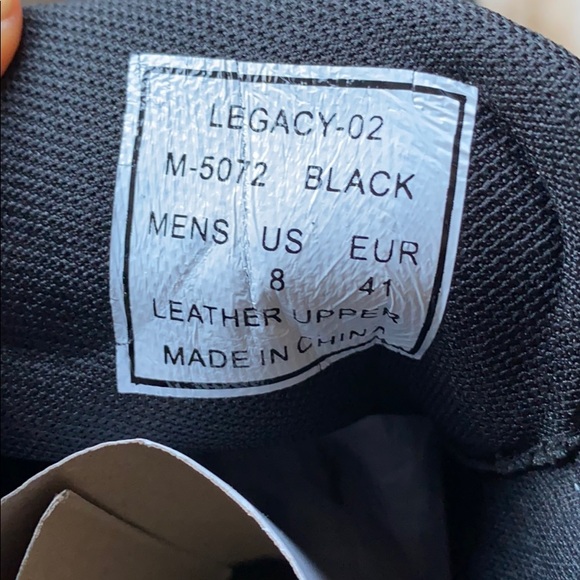 LEGACY-02
M-5072 BLACK
MENS US EUR
8 41
LEATHER UPPER
MADE IN CHINA